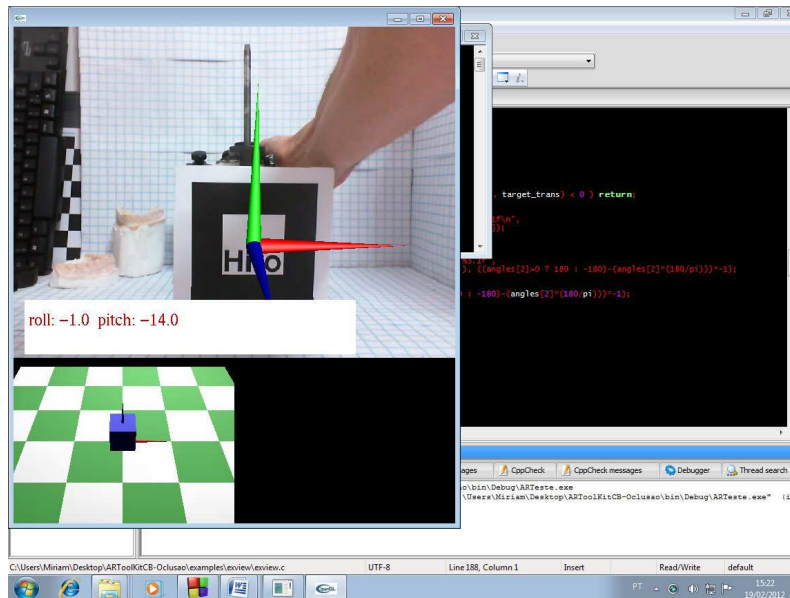 Hiro
roll: −1.0 pitch: −14.0
, target_trans) < 0 ) return;
), ((angles[2]>0 ? 180 : -180)-(angles[2]*(180/pi)))*-1);
: -180)-(angles[2]*(180/pi)))*-1);
ages CppCheck CppCheck messages Debugger Thread search
ao\bin\Debug\ARTeste.exe
\Users\Miriam\Desktop\ARToolKitCB-Oclusao\bin\Debug\ARTeste.exe" (i
C:\Users\Miriam\Desktop\ARToolKitCB-Oclusao\examples\exview\exview.c UTF-8 Line 188, Column 1 Insert Read/Write default
OpenGL PT 15:22
19/02/2012